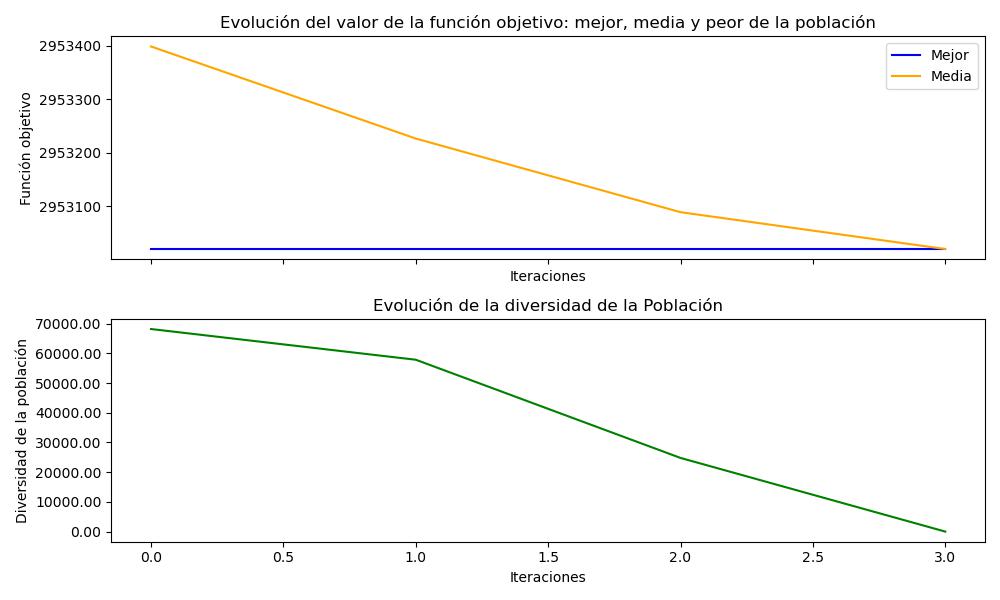 Evolución del valor de la función objetivo: mejor, media y peor de la población
2953400
2953300
2953200
2953100
Función objetivo
Mejor
Media
Iteraciones
Evolución de la diversidad de la Población
70000.00
60000.00
50000.00
40000.00
30000.00
20000.00
10000.00
0.00
Diversidad de la población
0.0 0.5 1.0 1.5 2.0 2.5 3.0
Iteraciones